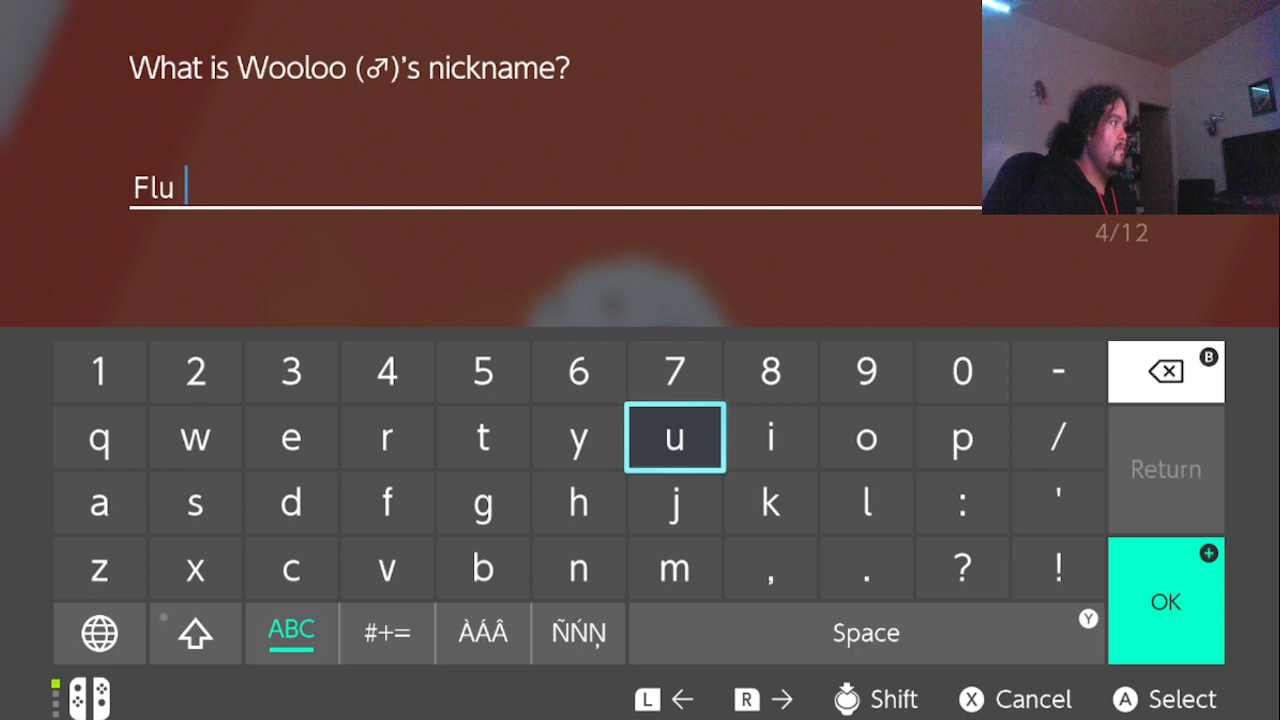 What is Wooloo (♂)'s nickname?
Flu
4/12
1 2 3 4 5 6 7 8 9 0 - B
q w e r t y u i o p /
Return
a s d f g h j k l : '
z x c v b n m , . ? ! +
OK
ABC #+= ÀÁÂ ÑŃŅ Space Y
L ← R → Shift X Cancel A Select